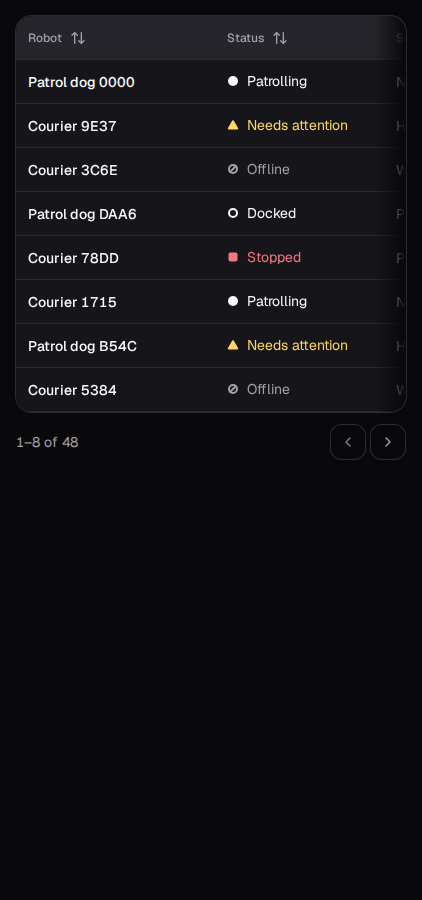 Robot Status
Patrol dog 0000 Patrolling
Courier 9E37 Needs attention
Courier 3C6E Offline
Patrol dog DAA6 Docked
Courier 78DD Stopped
Courier 1715 Patrolling
Patrol dog B54C Needs attention
Courier 5384 Offline
1–8 of 48